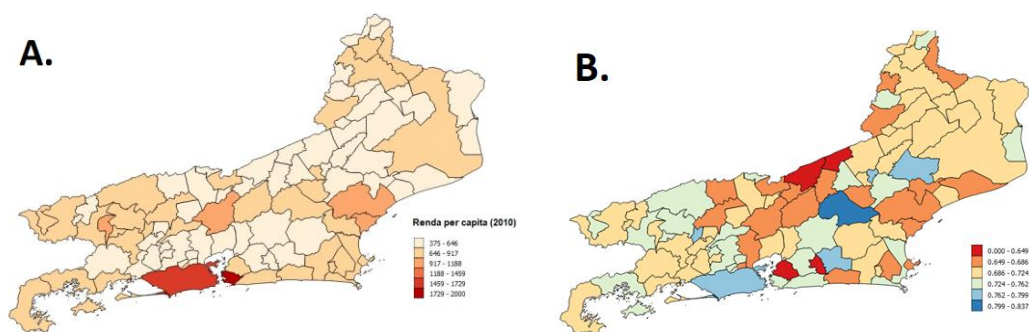 A.
B.
Renda per capita (2010)
375 - 646
646 - 917
917 - 1188
1188 - 1459
1459 - 1729
1729 - 2000
0.000 - 0.649
0.649 - 0.686
0.686 - 0.724
0.724 - 0.762
0.762 - 0.799
0.799 - 0.837